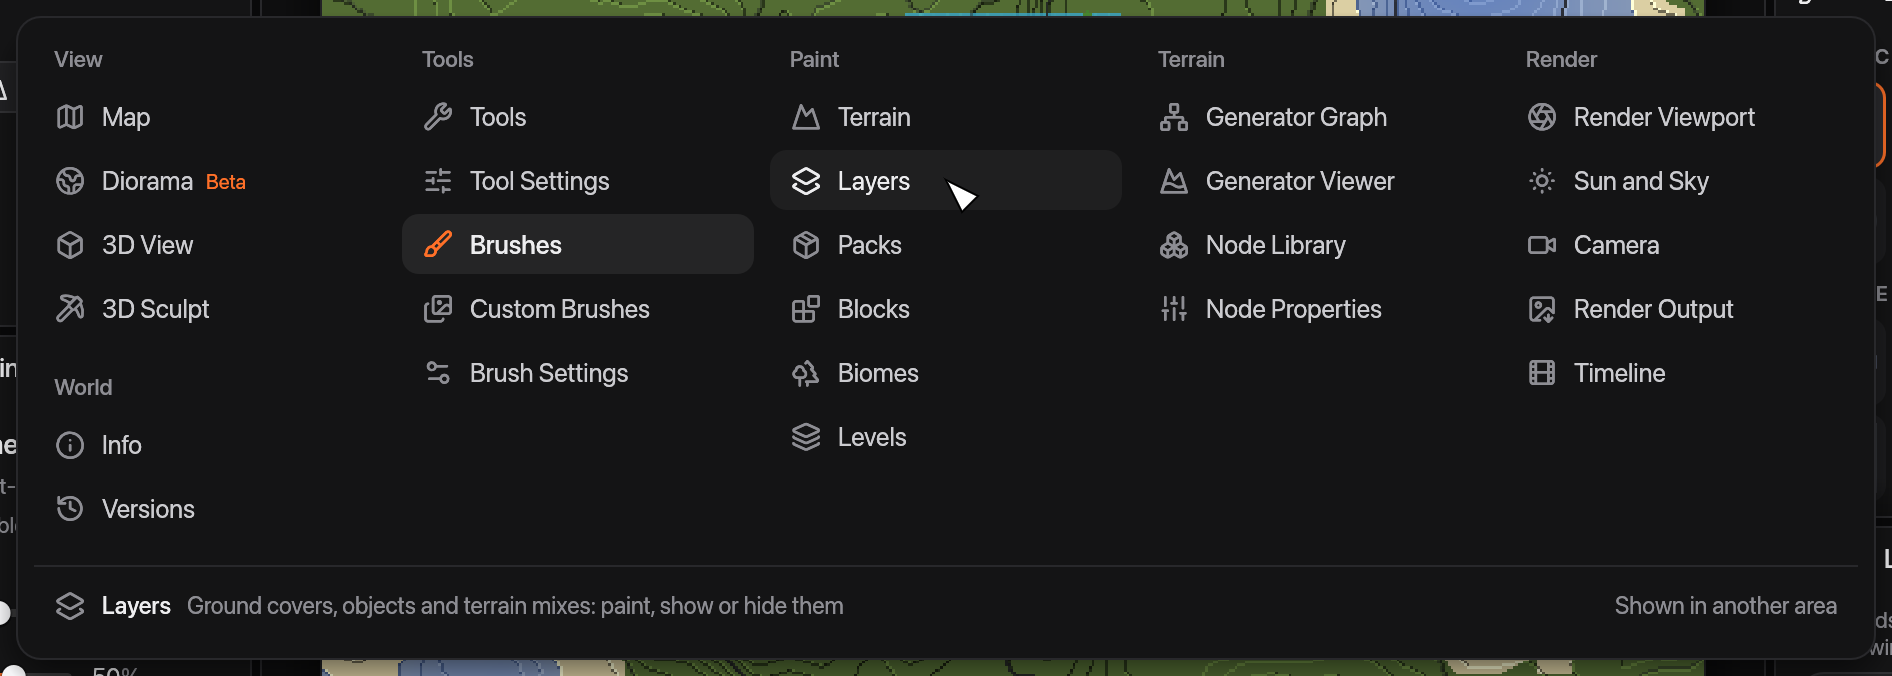 View
Map
Diorama Beta
3D View
3D Sculpt
World
Info
Versions
Tools
Tools
Tool Settings
Brushes
Custom Brushes
Brush Settings
Paint
Terrain
Layers
Packs
Blocks
Biomes
Levels
Terrain
Generator Graph
Generator Viewer
Node Library
Node Properties
Render
Render Viewport
Sun and Sky
Camera
Render Output
Timeline
Layers Ground covers, objects and terrain mixes: paint, show or hide them
Shown in another area
50%